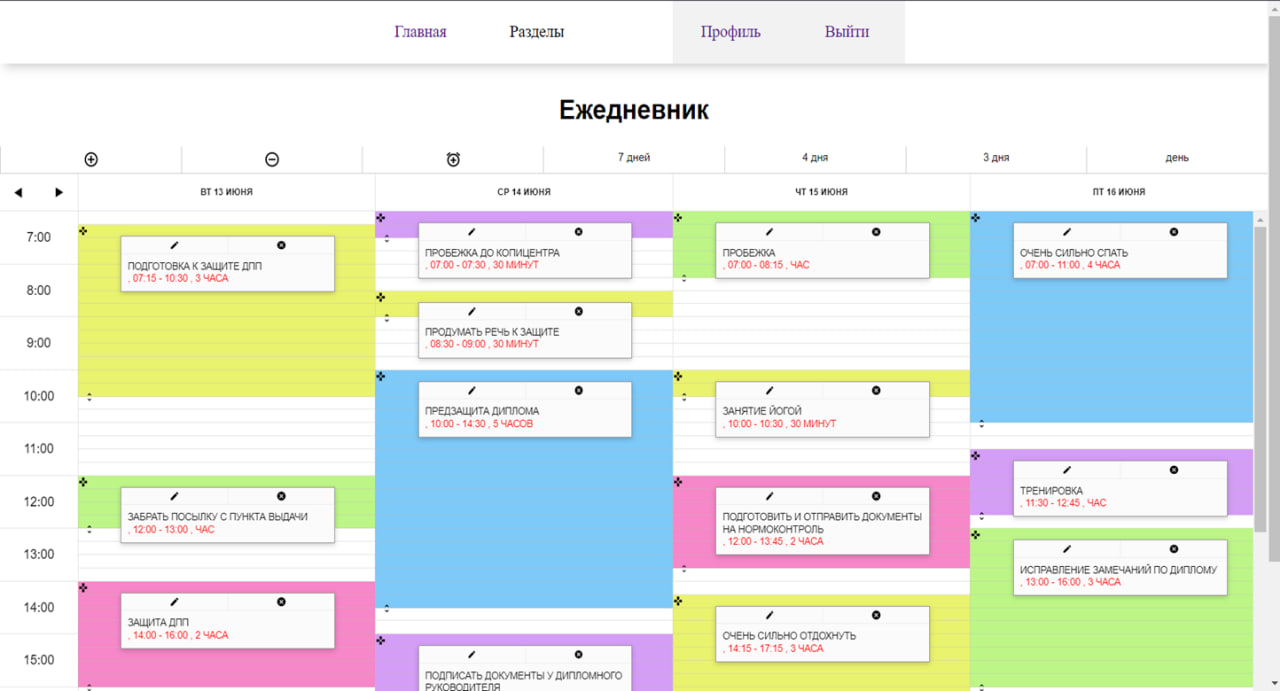 Главная Разделы Профиль Выйти
Ежедневник
7 дней 4 дня 3 дня день
ВТ 13 ИЮНЯ СР 14 ИЮНЯ ЧТ 15 ИЮНЯ ПТ 16 ИЮНЯ
7:00
8:00
9:00
10:00
11:00
12:00
13:00
14:00
15:00
ПОДГОТОВКА К ЗАЩИТЕ ДПП
, 07:15 - 10:30 , 3 ЧАСА
ЗАБРАТЬ ПОСЫЛКУ С ПУНКТА ВЫДАЧИ
, 12:00 - 13:00 , ЧАС
ЗАЩИТА ДПП
, 14:00 - 16:00 , 2 ЧАСА
ПРОБЕЖКА ДО КОПИЦЕНТРА
, 07:00 - 07:30 , 30 МИНУТ
ПРОДУМАТЬ РЕЧЬ К ЗАЩИТЕ
, 08:30 - 09:00 , 30 МИНУТ
ПРЕДЗАЩИТА ДИПЛОМА
, 10:00 - 14:30 , 5 ЧАСОВ
ПОДПИСАТЬ ДОКУМЕНТЫ У ДИПЛОМНОГО
РУКОВОДИТЕЛЯ
ПРОБЕЖКА
, 07:00 - 08:15 , ЧАС
ЗАНЯТИЕ ЙОГОЙ
, 10:00 - 10:30 , 30 МИНУТ
ПОДГОТОВИТЬ И ОТПРАВИТЬ ДОКУМЕНТЫ
НА НОРМОКОНТРОЛЬ
, 12:00 - 13:45 , 2 ЧАСА
ОЧЕНЬ СИЛЬНО ОТДОХНУТЬ
, 14:15 - 17:15 , 3 ЧАСА
ОЧЕНЬ СИЛЬНО СПАТЬ
, 07:00 - 11:00 , 4 ЧАСА
ТРЕНИРОВКА
, 11:30 - 12:45 , ЧАС
ИСПРАВЛЕНИЕ ЗАМЕЧАНИЙ ПО ДИПЛОМУ
, 13:00 - 16:00 , 3 ЧАСА